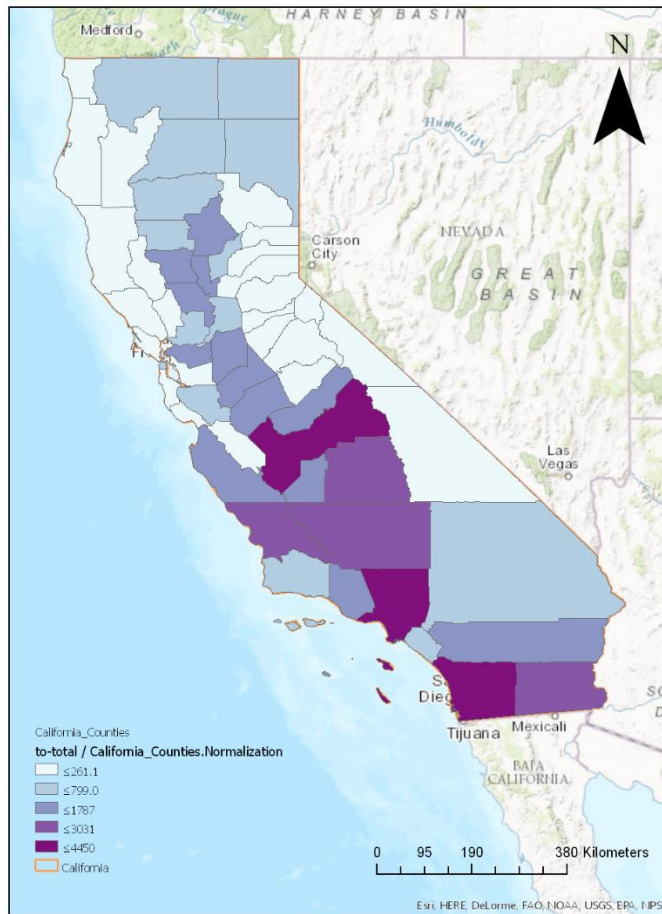 HARNEY BASIN
Medford
N
Humboldt
Carson
City
NEVADA
GREAT
BASIN
Las
Vegas
Dieg
Tijuana
Mexicali
BAJA
CALIFORNIA
California_Counties
to-total / California_Counties.Normalization
≤261.1
≤799.0
≤1787
≤3031
≤4450
California
0 95 190 380 Kilometers
Esri, HERE, DeLorme, FAO, NOAA, USGS, EPA, NPS